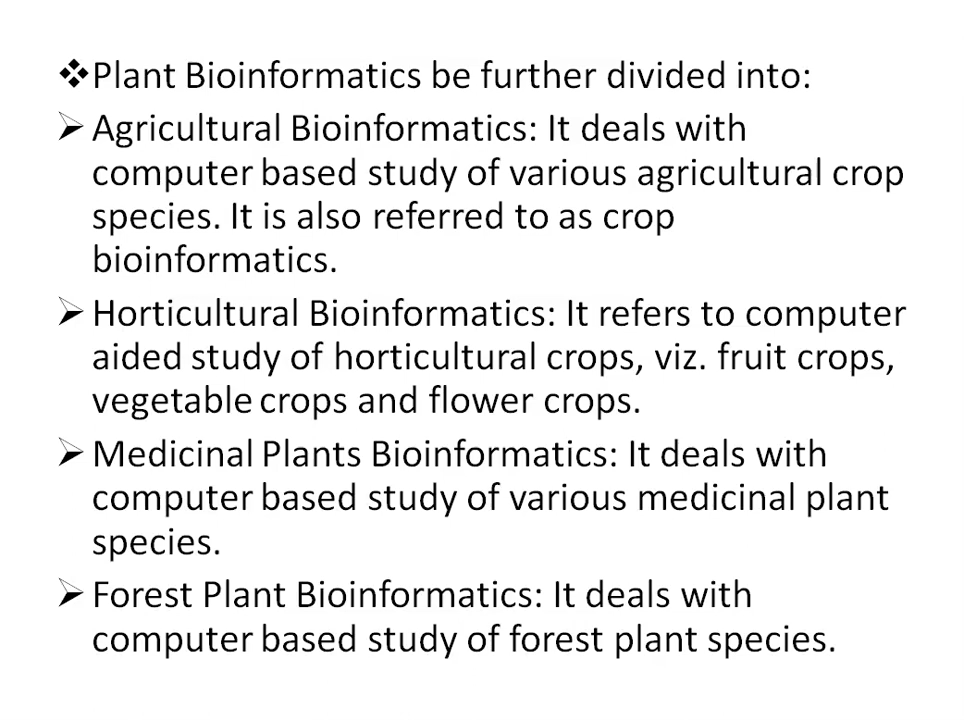 ❖Plant Bioinformatics be further divided into:
➢Agricultural Bioinformatics: It deals with
computer based study of various agricultural crop
species. It is also referred to as crop
bioinformatics.
➢Horticultural Bioinformatics: It refers to computer
aided study of horticultural crops, viz. fruit crops,
vegetable crops and flower crops.
➢Medicinal Plants Bioinformatics: It deals with
computer based study of various medicinal plant
species.
➢Forest Plant Bioinformatics: It deals with
computer based study of forest plant species.